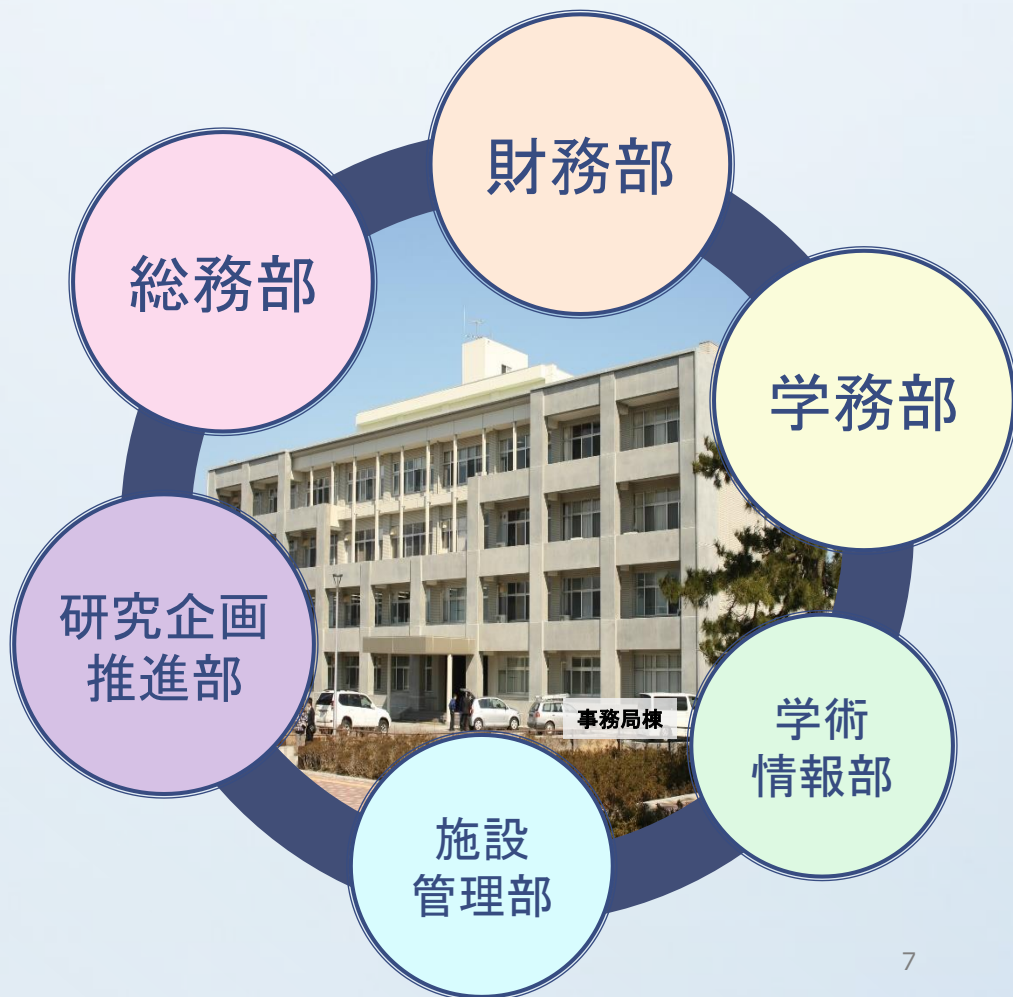 財務部
総務部
学務部
研究企画
推進部
事務局棟
学術
情報部
施設
管理部
7